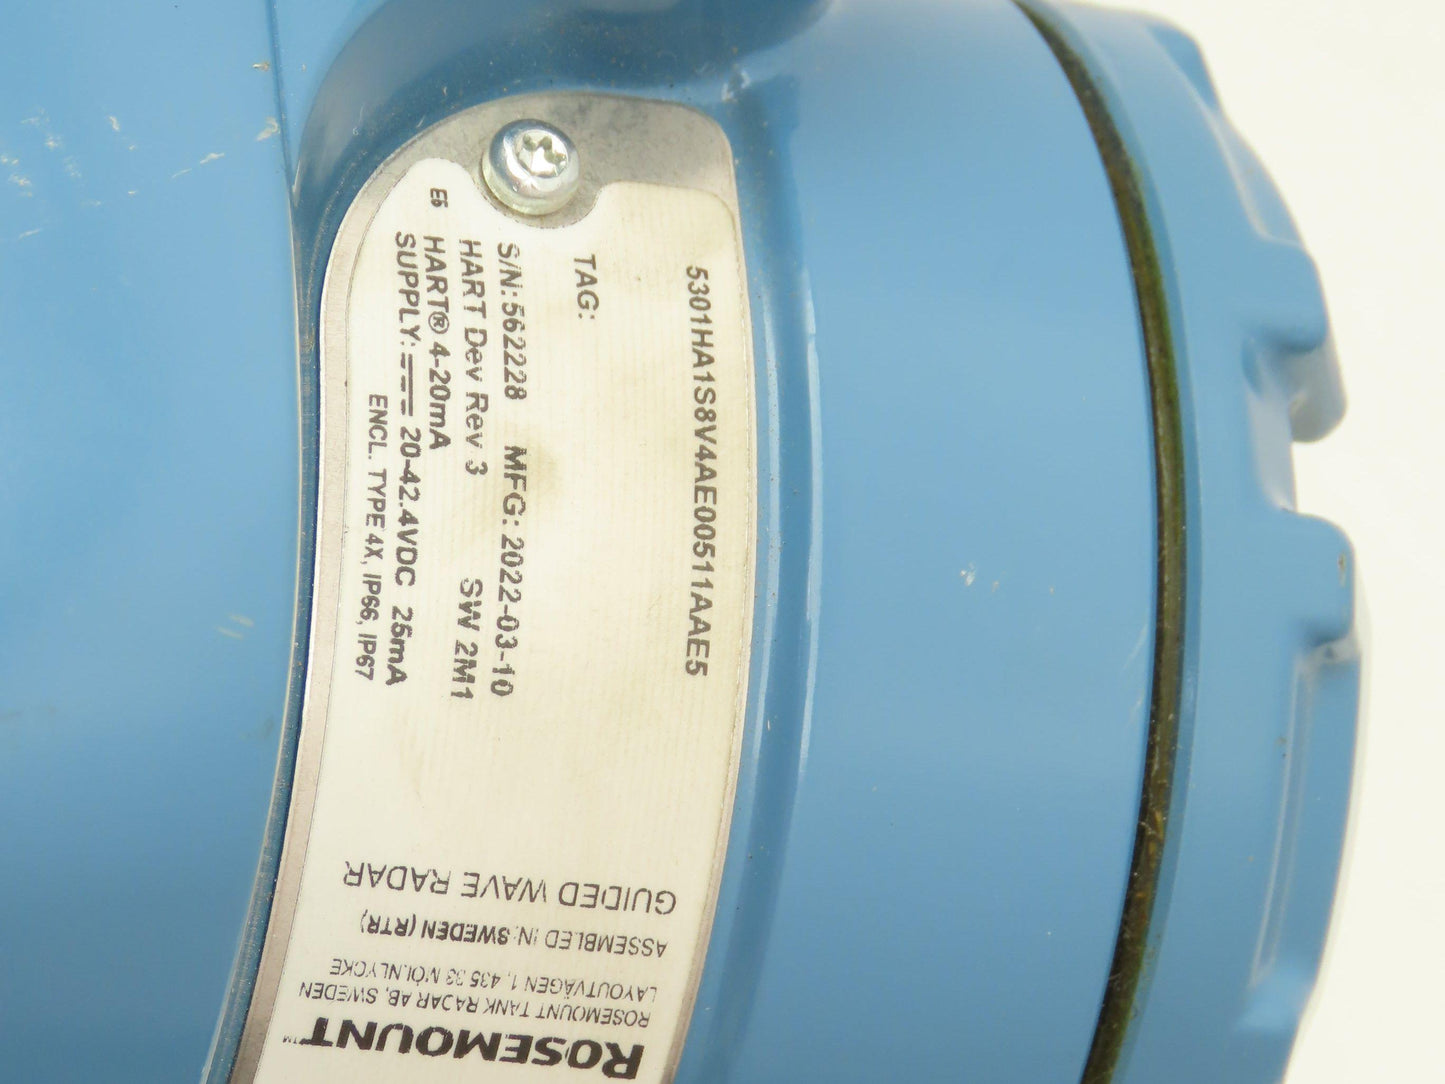 ROSEMOUNT™
ROSEMOUNT TANK RADAR AB, SWEDEN
LAYOUTVÄGEN 1, 435 33 MÖLNLYCKE
ASSEMBLED IN: SWEDEN (RTR)
GUIDED WAVE RADAR
5301HA1S8V4AE00511AAE5
TAG:
S/N: 562228 MFG: 2022-03-10
HART Dev Rev 3 SW 2M1
E5 HART® 4-20mA
SUPPLY: 20-42.4VDC 25mA
ENCL. TYPE 4X, IP66, IP67